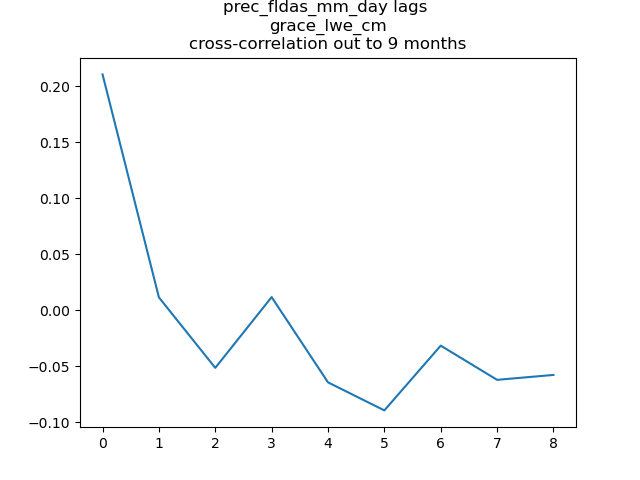 prec_fldas_mm_day lags
grace_lwe_cm
cross-correlation out to 9 months
0.20
0.15
0.10
0.05
0.00
−0.05
−0.10
0 1 2 3 4 5 6 7 8